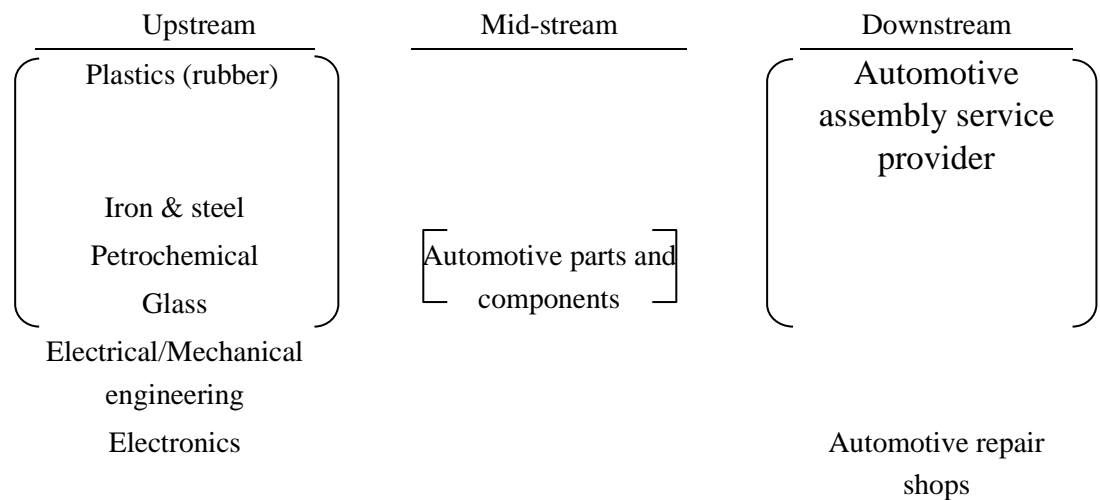 Upstream
Mid-stream
Downstream
Plastics (rubber)
Iron & steel
Petrochemical
Glass
Electrical/Mechanical
engineering
Electronics
Automotive parts and
components
Automotive
assembly service
provider
Automotive repair
shops